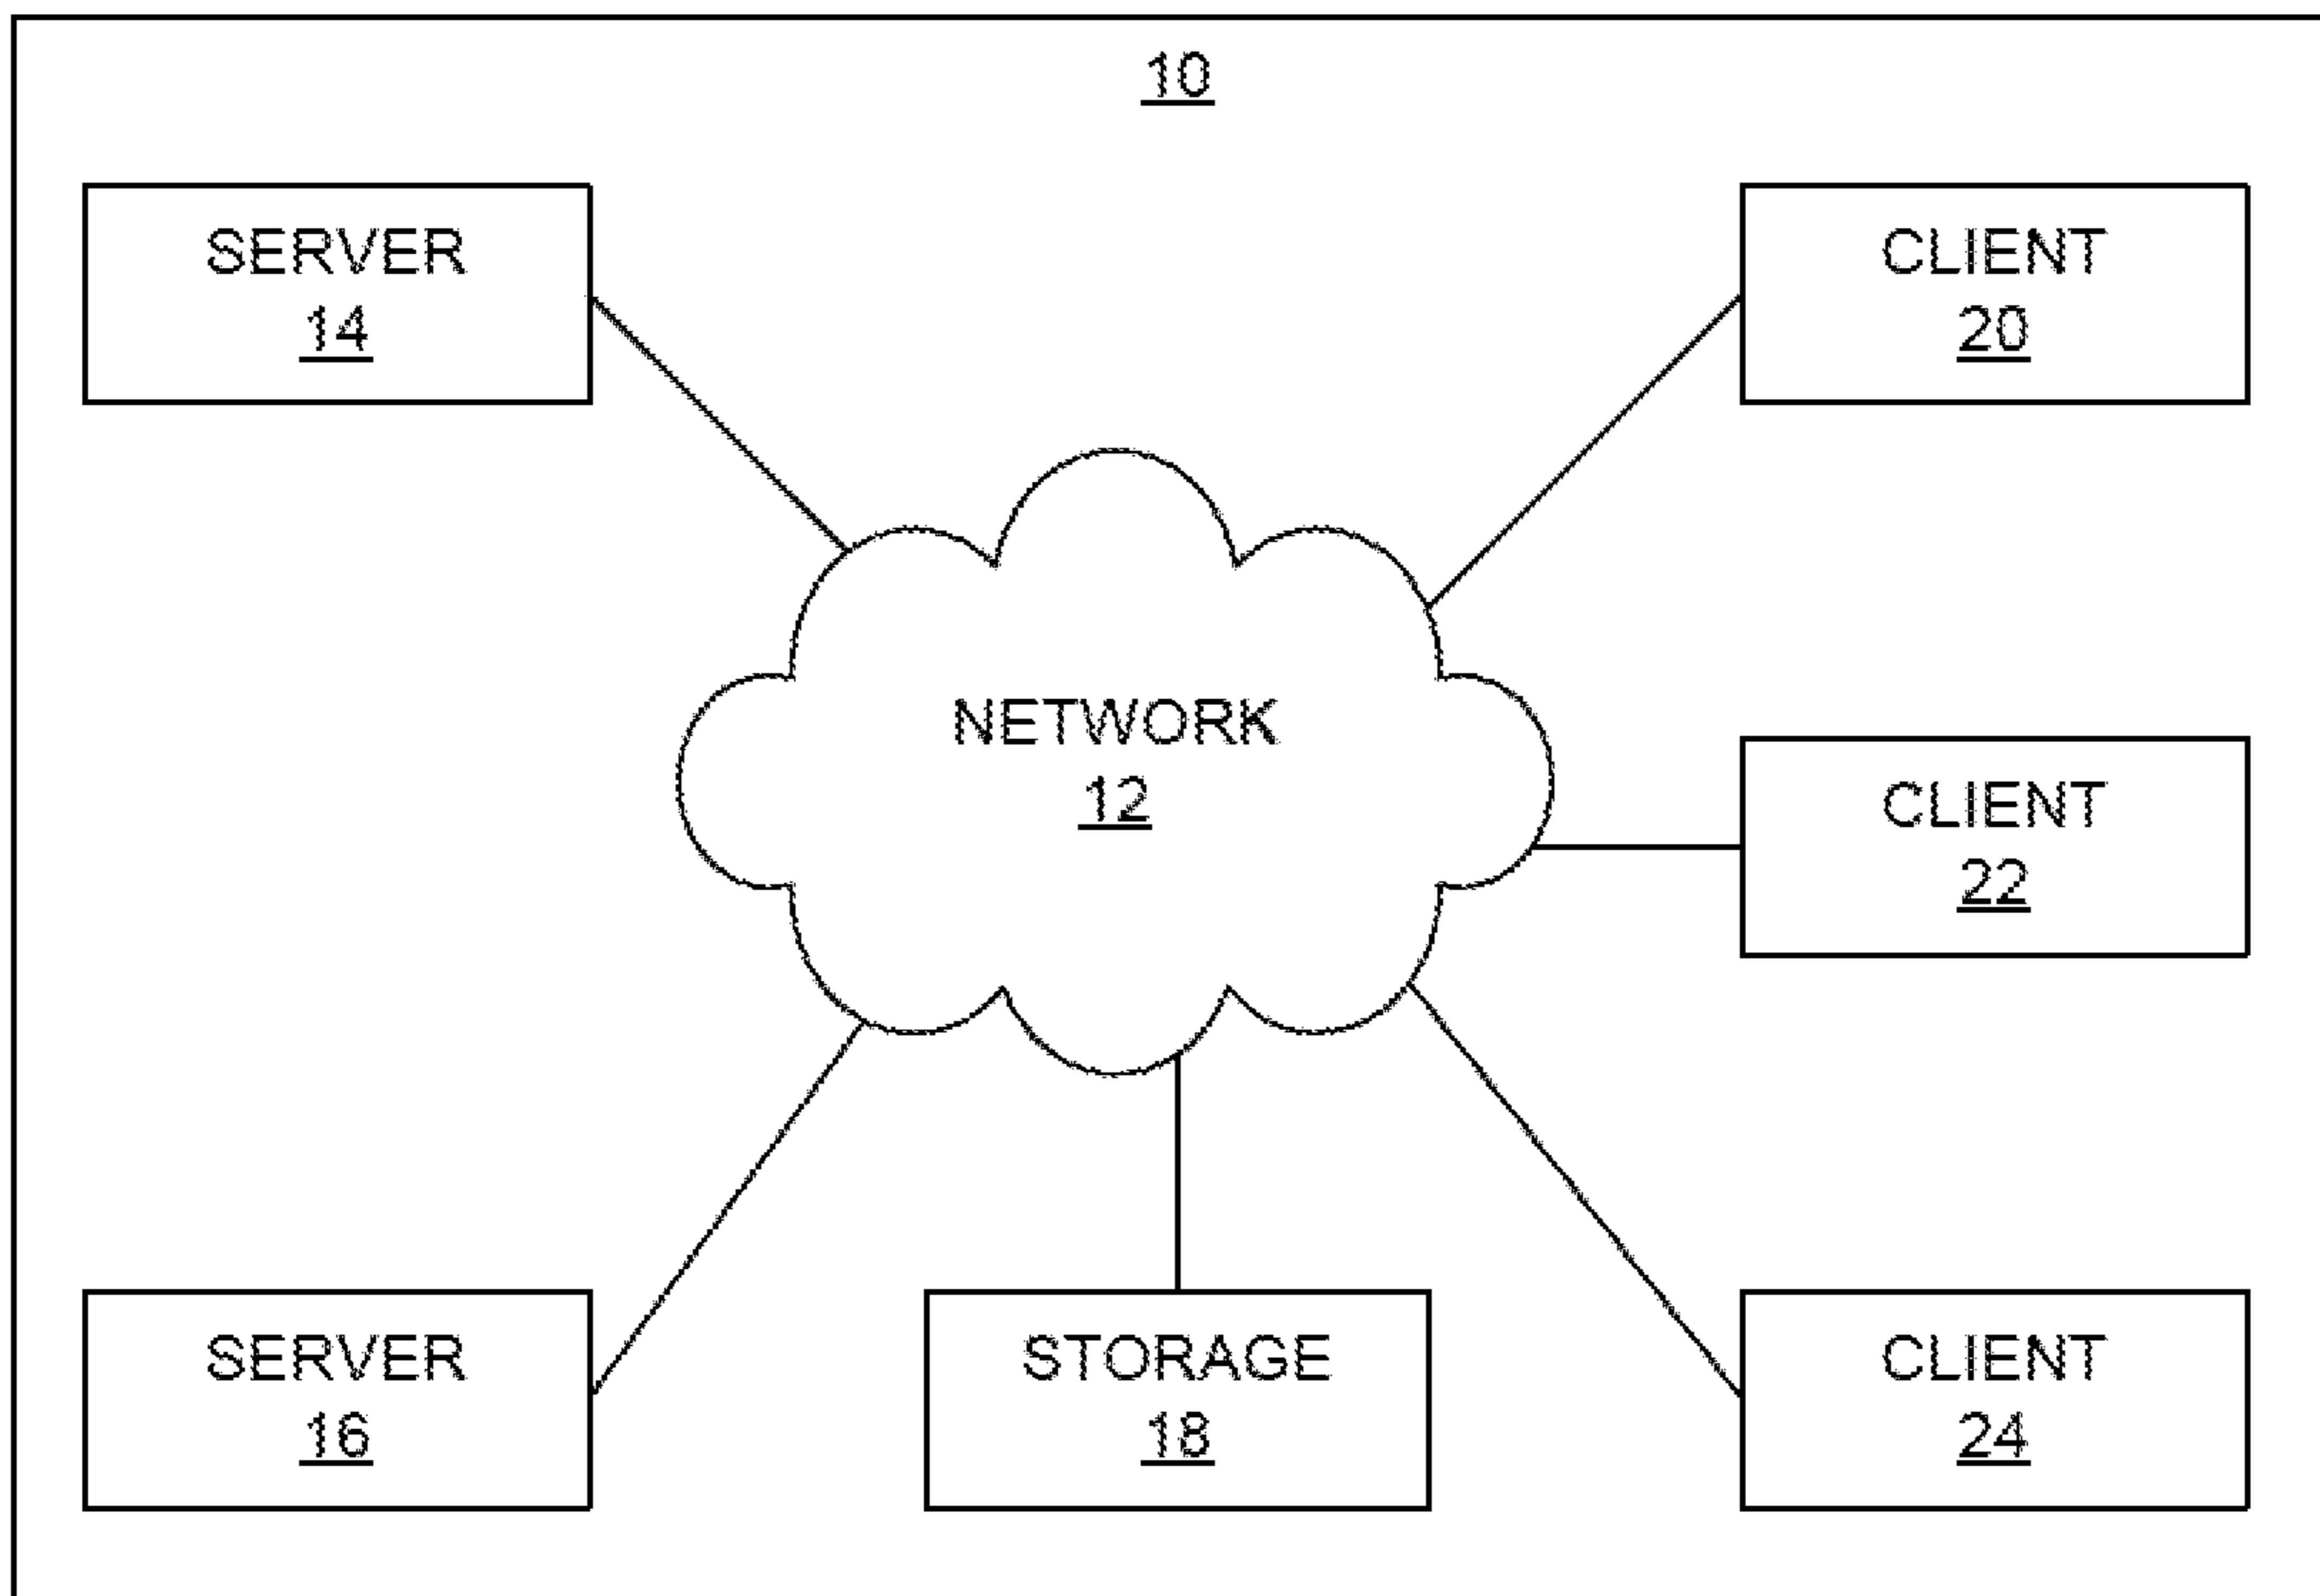 10
SERVER
14
CLIENT
20
NETWORK
12
CLIENT
22
SERVER
16
STORAGE
18
CLIENT
24